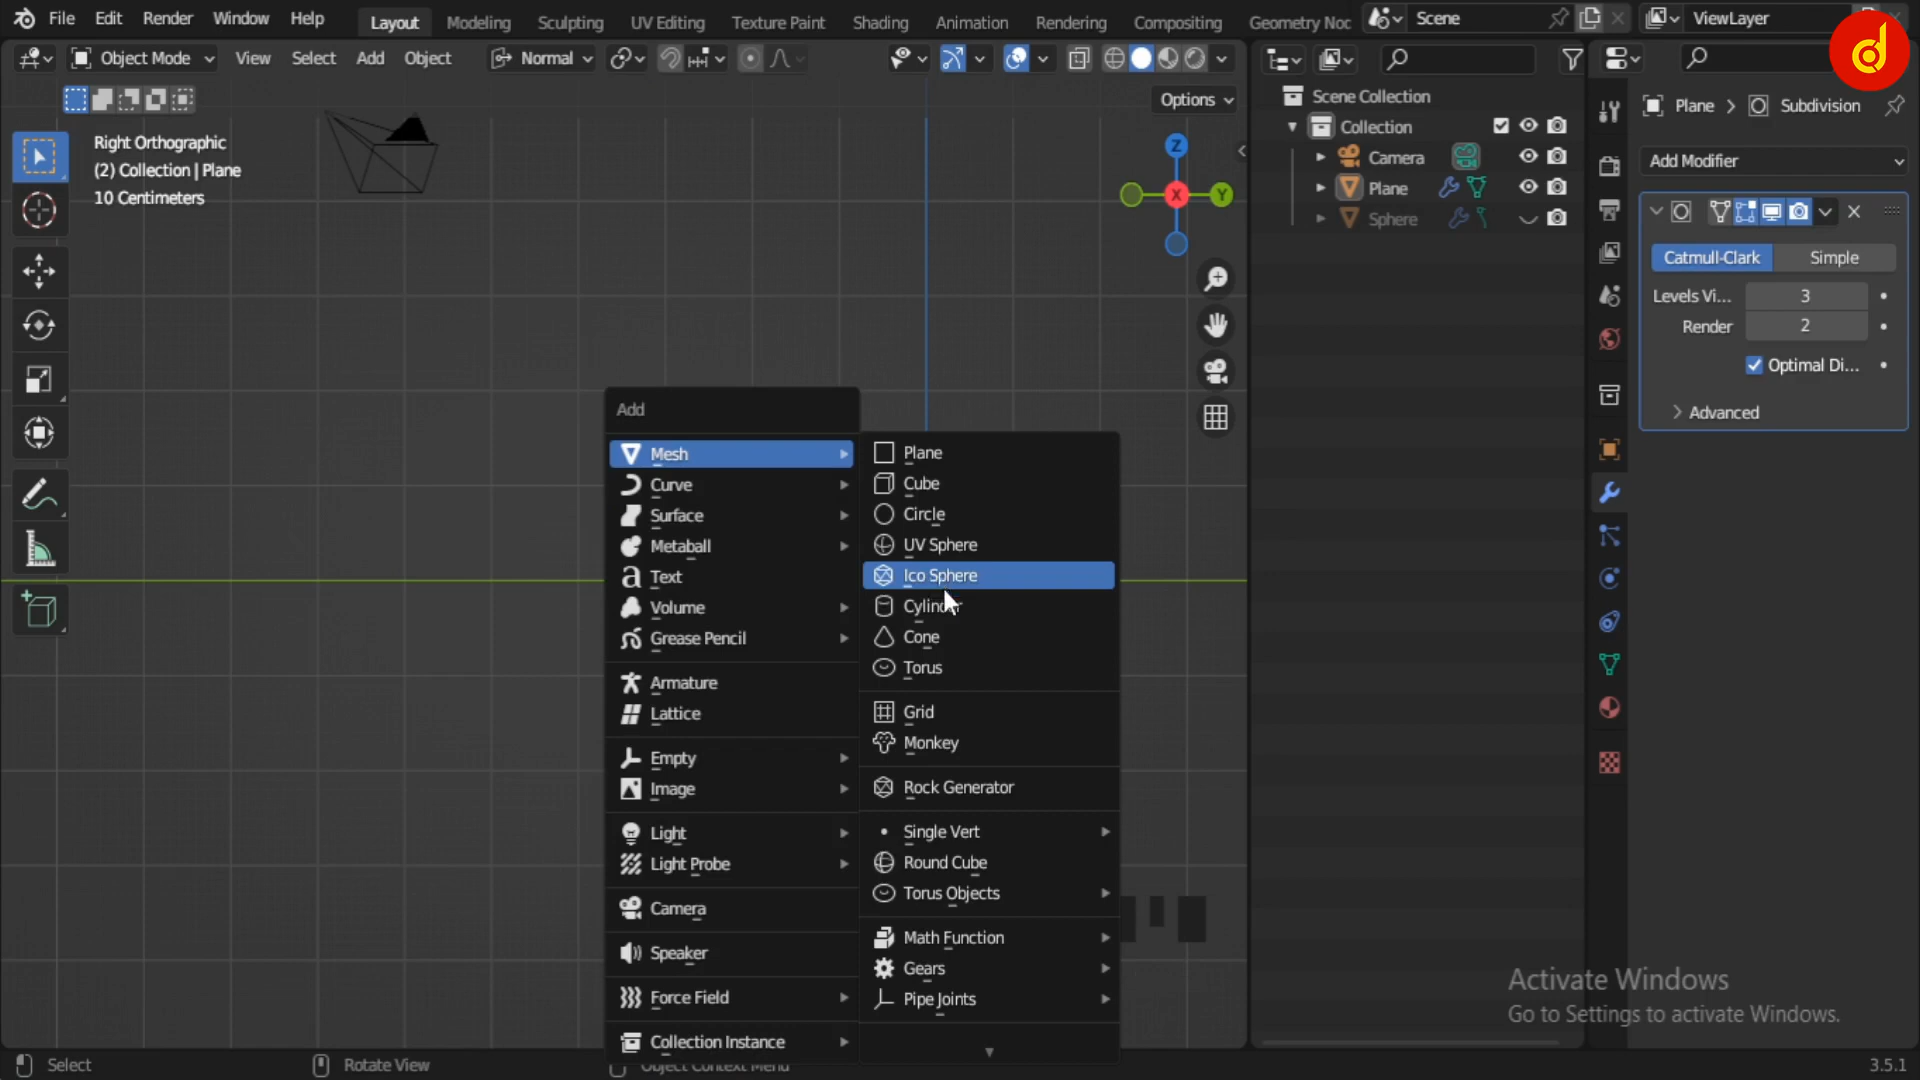 File Edit Render Window Help Layout Modeling Sculpting UV Editing Texture Paint Shading Animation Rendering Compositing Geometry Noc Scene ViewLayer
Object Mode View Select Add Object Normal
Options
Right Orthographic
(2) Collection | Plane
10 Centimeters
Z
X
Y
Scene Collection
Collection
Camera
Plane
Sphere
Plane > Subdivision
Add Modifier
Catmull-Clark Simple
Levels Vi... 3
Render 2
Optimal Di...
Advanced
Add
Mesh
Curve
Surface
Metaball
Text
Volume
Grease Pencil
Armature
Lattice
Empty
Image
Light
Light Probe
Camera
Speaker
Force Field
Collection Instance
Plane
Cube
Circle
UV Sphere
Ico Sphere
Cylinder
Cone
Torus
Grid
Monkey
Rock Generator
Single Vert
Round Cube
Torus Objects
Math Function
Gears
Pipe Joints
Activate Windows
Go to Settings to activate Windows.
Select Rotate View Object Context Menu 3.5.1